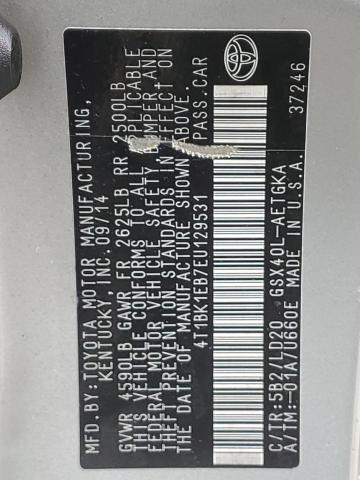 MFD. BY:TOYOTA MOTOR MANUFACTURING,
KENTUCKY, INC. 09/14
GVWR 4590LB GAWR FR 2625LB RR 2500LB
THIS VEHICLE CONFORMS TO ALL APPLICABLE
FEDERAL MOTOR VEHICLE SAFETY, BUMPER AND
THEFT PREVENTION STANDARDS IN EFFECT ON
THE DATE OF MANUFACTURE SHOWN ABOVE.
4T1BK1EB7EU129531 PASS.CAR
C/TR:5B7/LD20 GSX40L-AETGKA
A/TM:-01A/U660E MADE IN U.S.A.
37246